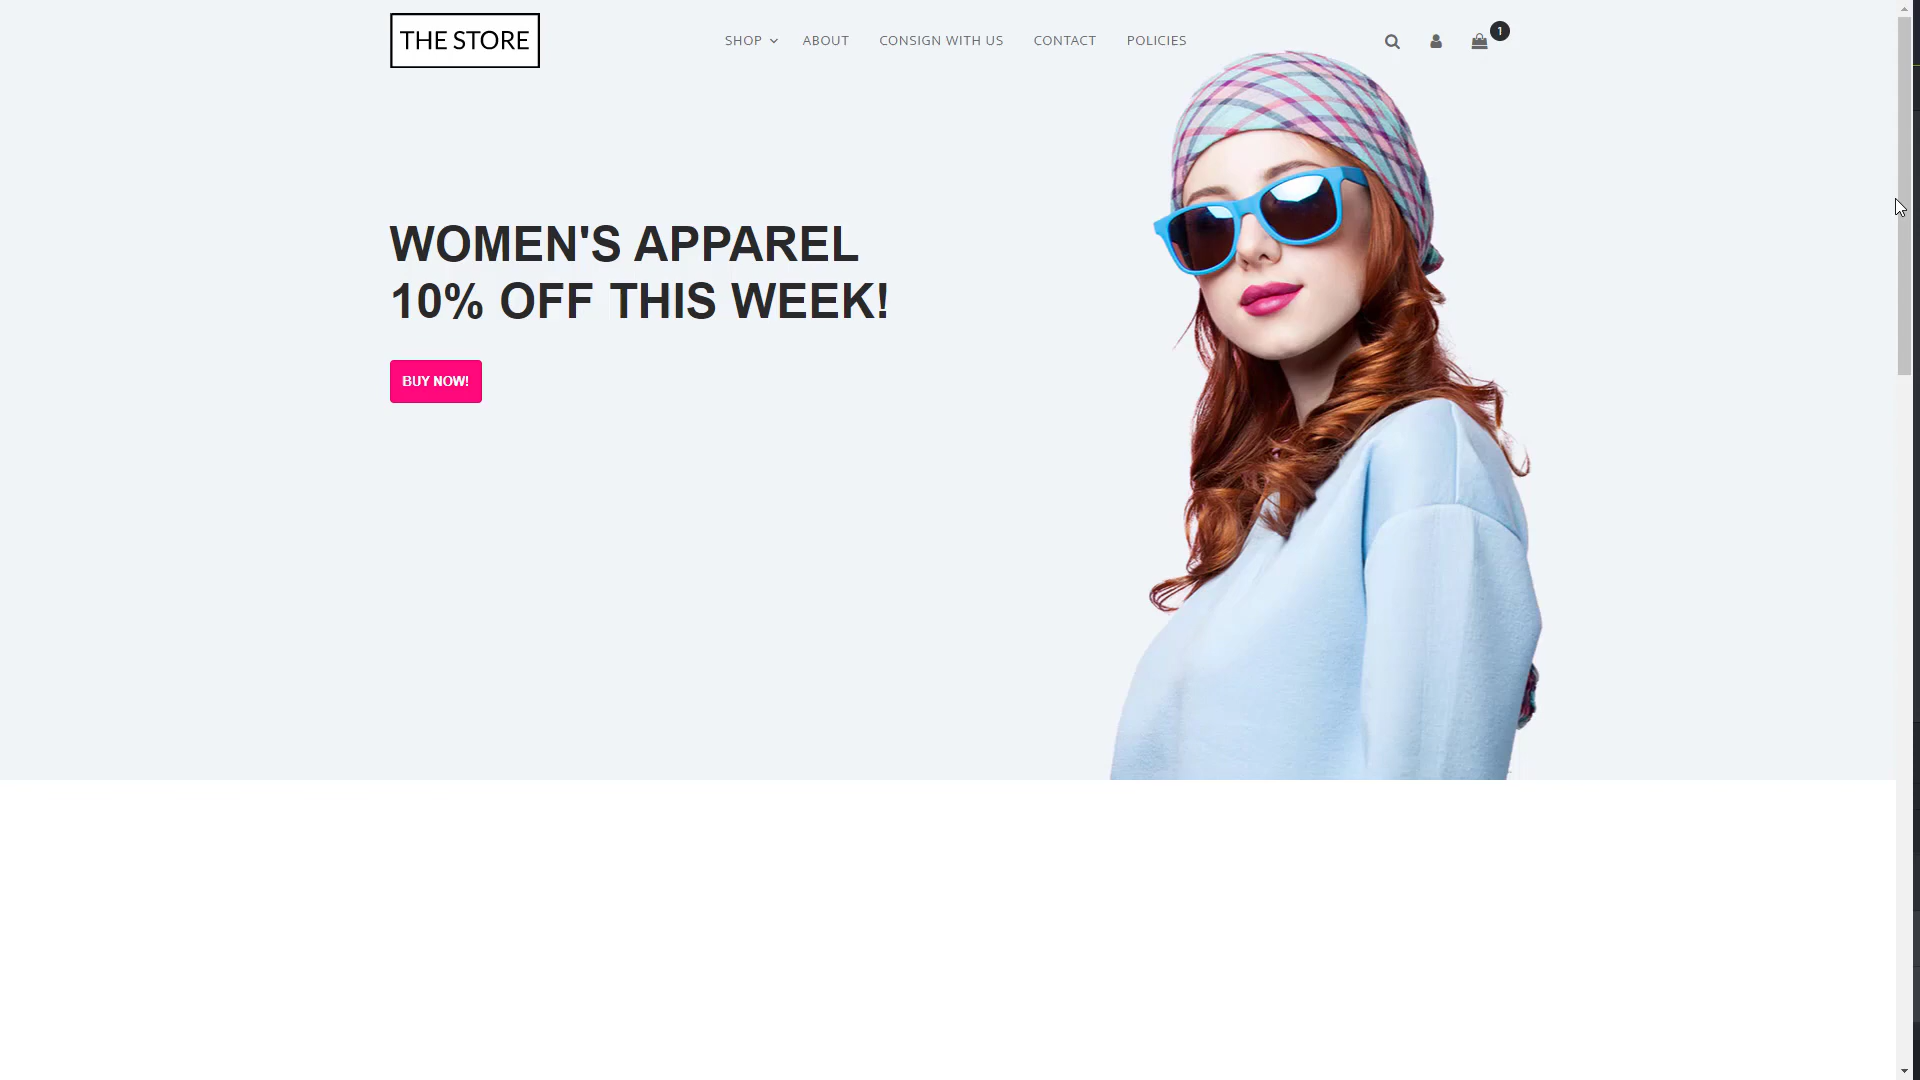 THE STORE
SHOP
ABOUT
CONSIGN WITH US
CONTACT
POLICIES
1
WOMEN'S APPAREL
10% OFF THIS WEEK!
BUY NOW!